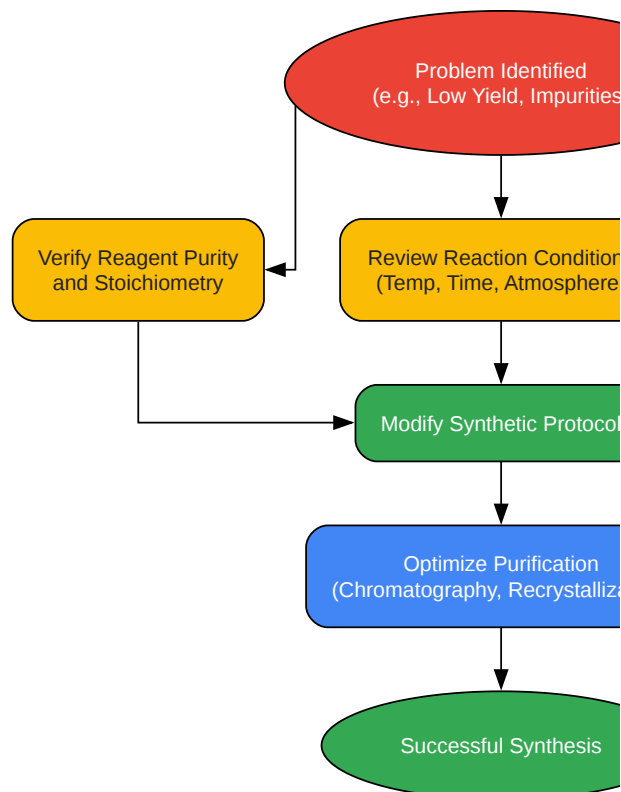 Problem Identified
(e.g., Low Yield, Impurities
Verify Reagent Purity
and Stoichiometry
Review Reaction Condition
(Temp, Time, Atmosphere
Modify Synthetic Protocol
Optimize Purification
(Chromatography, Recrystalliza
Successful Synthesis